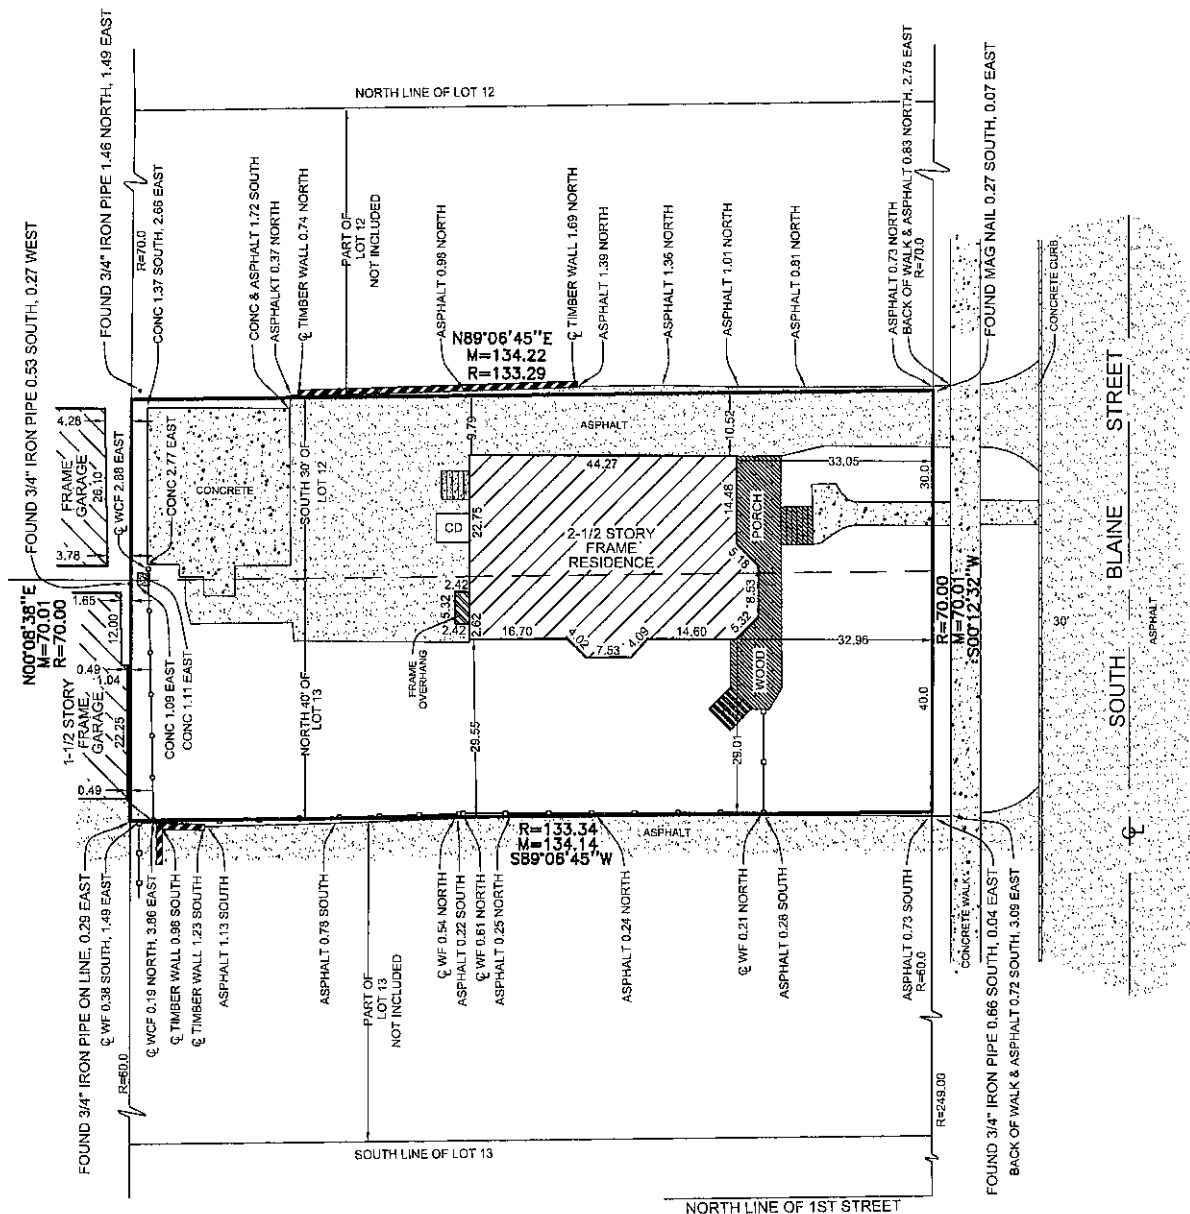 NORTH LINE OF LOT 12
FOUND 3/4" IRON PIPE 1.46 NORTH, 1.49 EAST
R=70.0
CONC 1.37 SOUTH, 2.66 EAST
CONC & ASPHALT 1.72 SOUTH
ASPHALKT 0.37 NORTH
℄ TIMBER WALL 0.74 NORTH
PART OF
LOT 12
NOT INCLUDED
ASPHALT 0.98 NORTH
℄ TIMBER WALL 1.69 NORTH
ASPHALT 1.39 NORTH
ASPHALT 1.36 NORTH
ASPHALT 1.01 NORTH
ASPHALT 0.81 NORTH
ASPHALT 0.73 NORTH
R=70.0
BACK OF WALK & ASPHALT 0.83 NORTH, 2.75 EAST
FOUND MAG NAIL 0.27 SOUTH, 0.07 EAST
CONCRETE CURB
N89°06'45"E
M=134.22
R=133.29
FOUND 3/4" IRON PIPE 0.53 SOUTH, 0.27 WEST
℄ WCF 2.88 EAST
CONC 2.77 EAST
4.28
FRAME
GARAGE
26.10
3.78
CONCRETE
SOUTH 30' OF
LOT 12
9.79
ASPHALT
10.52
44.27
33.05
30.0
CD
22.75
2-1/2 STORY
FRAME
RESIDENCE
14.48
PORCH
5.18
8.53
5.32
N00°08'38"E
M=70.01
R=70.00
1.65
12.00
0.49
1.04
1-1/2 STORY
FRAME
GARAGE
22.25
0.49
CONC 1.09 EAST
CONC 1.11 EAST
NORTH 40' OF
LOT 13
2.42
5.32
2.42
2.62
FRAME
OVERHANG
16.70
4.02
7.53
4.09
14.60
WOOD
32.96
R=70.00
M=70.01
S00°12'32"W
40.0
29.55
29.01
SOUTH BLAINE STREET
30'
ASPHALT
℄
R=133.34
M=134.14
S89°06'45"W
ASPHALT
FOUND 3/4" IRON PIPE ON LINE, 0.29 EAST
℄ WF 0.38 SOUTH, 1.49 EAST
R=60.0
℄ WCF 0.19 NORTH, 3.86 EAST
℄ TIMBER WALL 0.98 SOUTH
℄ TIMBER WALL 1.23 SOUTH
ASPHALT 1.13 SOUTH
ASPHALT 0.78 SOUTH
PART OF
LOT 13
NOT INCLUDED
℄ WF 0.54 NORTH
ASPHALT 0.22 SOUTH
℄ WF 0.61 NORTH
ASPHALT 0.25 NORTH
ASPHALT 0.24 NORTH
℄ WF 0.21 NORTH
ASPHALT 0.28 SOUTH
ASPHALT 0.73 SOUTH
R=60.0
CONCRETE WALK
FOUND 3/4" IRON PIPE 0.66 SOUTH, 0.04 EAST
BACK OF WALK & ASPHALT 0.72 SOUTH, 3.09 EAST
R=249.00
SOUTH LINE OF LOT 13
NORTH LINE OF 1ST STREET